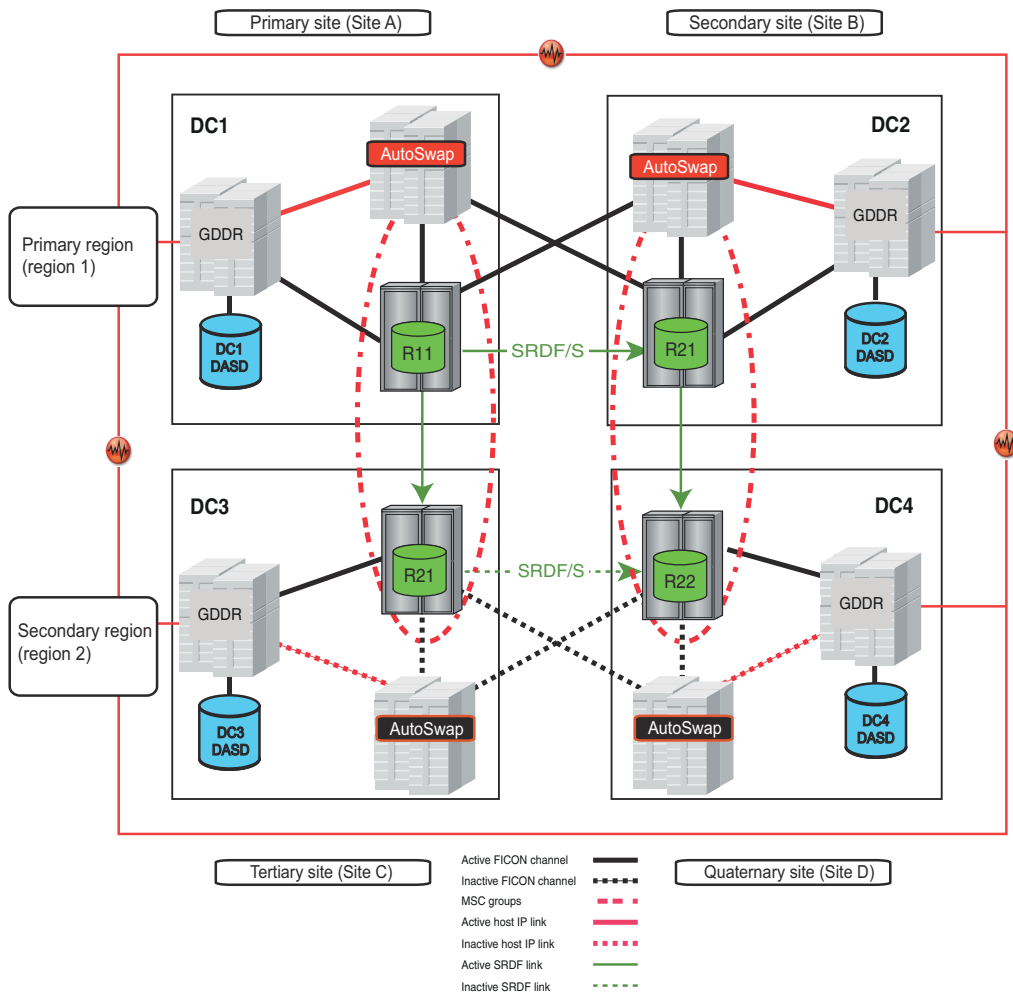 Primary site (Site A)
Secondary site (Site B)
DC1
DC2
AutoSwap
AutoSwap
GDDR
GDDR
Primary region
(region 1)
DC1
DASD
R11
SRDF/S
R21
DC2
DASD
DC3
DC4
R21
SRDF/S
R22
GDDR
GDDR
Secondary region
(region 2)
DC3
DASD
AutoSwap
AutoSwap
DC4
DASD
Tertiary site (Site C)
Quaternary site (Site D)
Active FICON channel
Inactive FICON channel
MSC groups
Active host IP link
Inactive host IP link
Active SRDF link
Inactive SRDF link